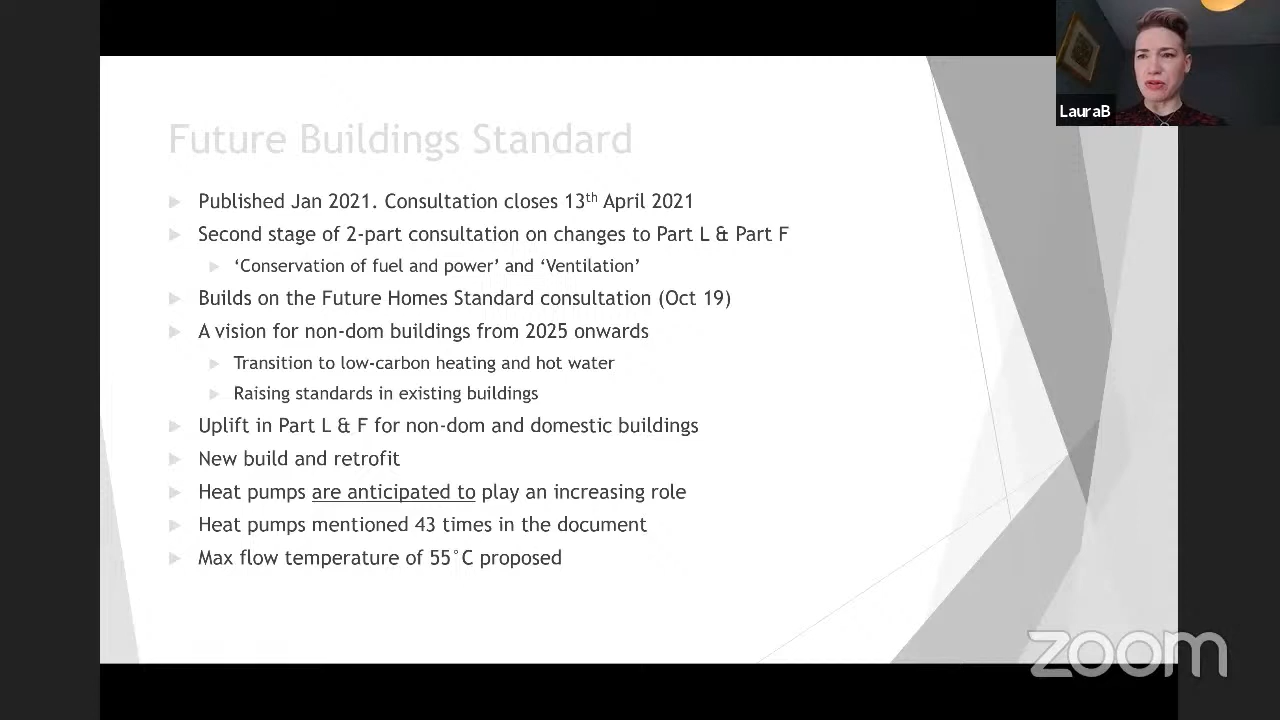 LauraB
Future Buildings Standard
Published Jan 2021. Consultation closes 13th April 2021
Second stage of 2-part consultation on changes to Part L & Part F
‘Conservation of fuel and power’ and ‘Ventilation’
Builds on the Future Homes Standard consultation (Oct 19)
A vision for non-dom buildings from 2025 onwards
Transition to low-carbon heating and hot water
Raising standards in existing buildings
Uplift in Part L & F for non-dom and domestic buildings
New build and retrofit
Heat pumps are anticipated to play an increasing role
Heat pumps mentioned 43 times in the document
Max flow temperature of 55°C proposed
zoom